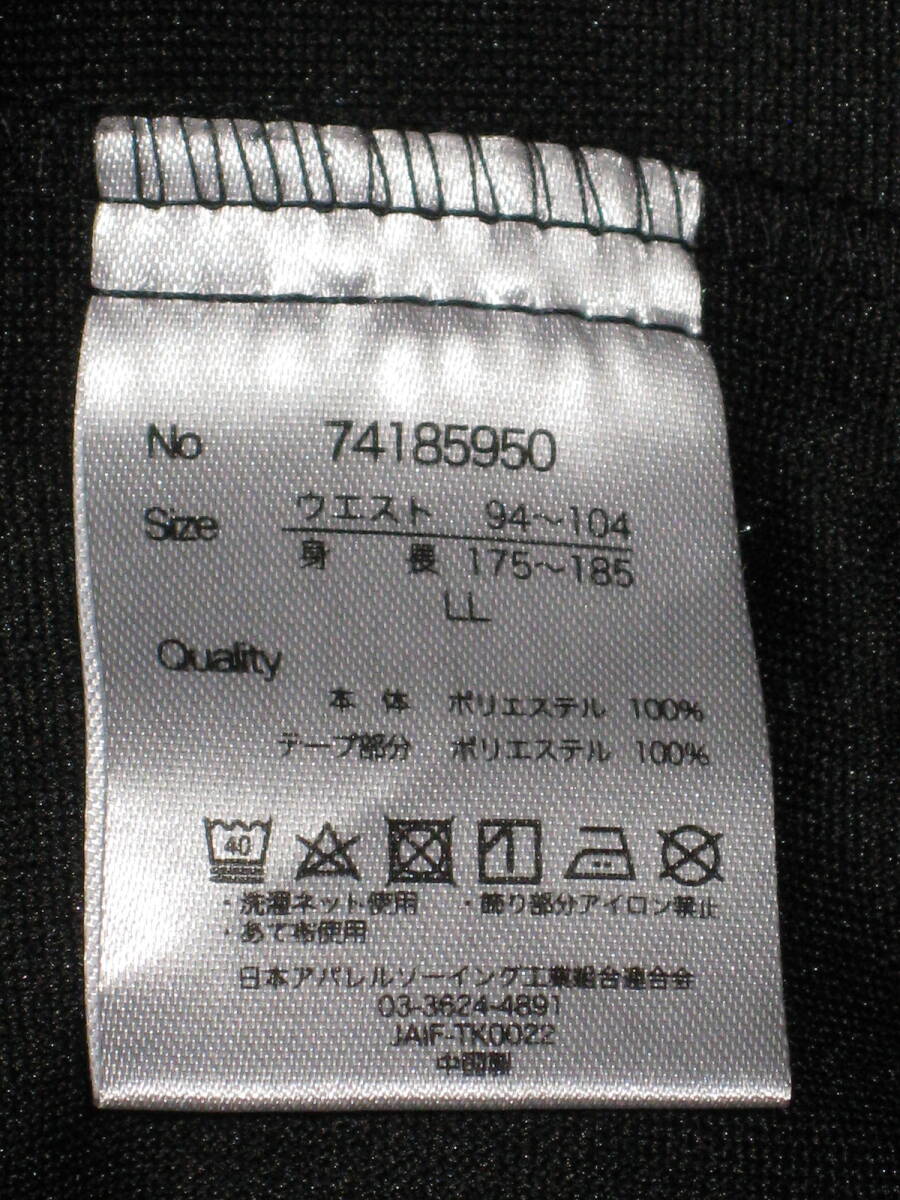 No 74185950
Size ウエスト 94～104
身 長 175～185
LL
Quality
本 体 ポリエステル 100%
テープ部分 ポリエステル 100%
40
・洗濯ネット使用 ・飾り部分アイロン禁止
・あて布使用
日本アパレルソーイング工業組合連合会
03-3624-4891
JAIF-TK0022
中国製